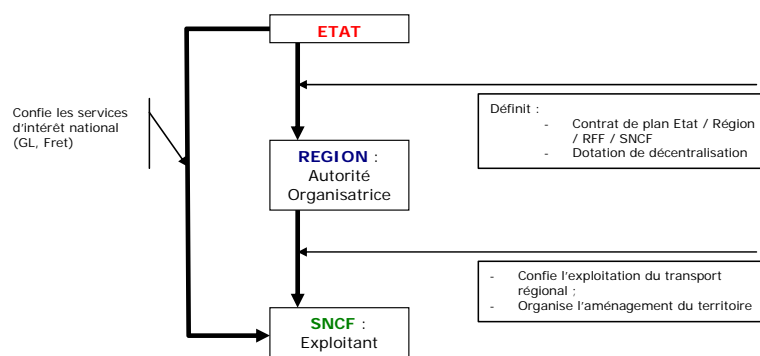 ETAT
Confie les services
d'intérêt national
(GL, Fret)
Définit :
- Contrat de plan Etat / Région
/ RFF / SNCF
- Dotation de décentralisation
REGION :
Autorité
Organisatrice
- Confie l'exploitation du transport
régional ;
- Organise l'aménagement du territoire
SNCF :
Exploitant